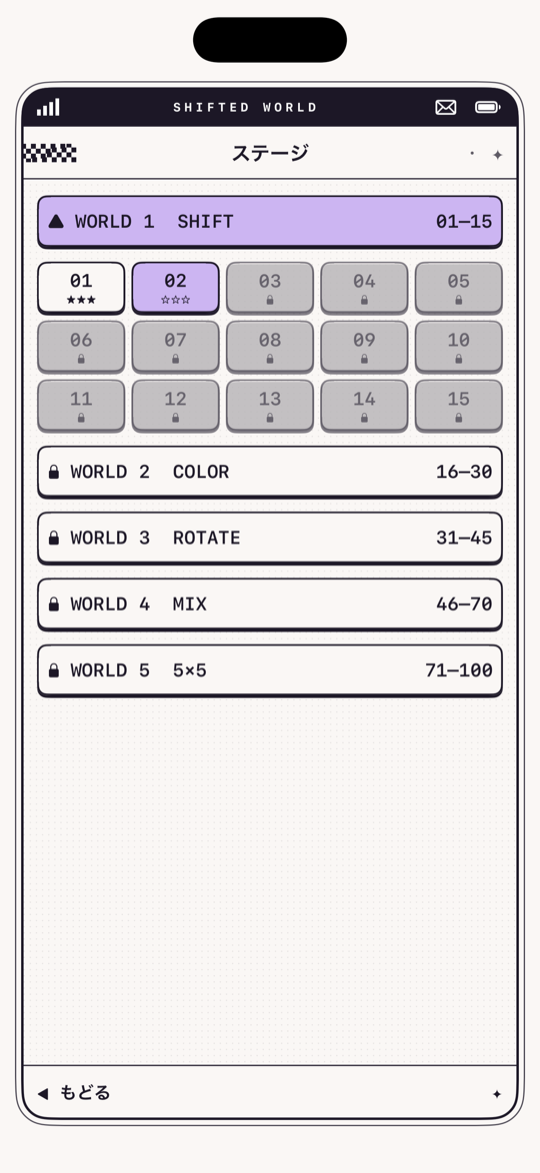 SHIFTED WORLD
ステージ
WORLD 1 SHIFT 01—15
01 02 03 04 05
06 07 08 09 10
11 12 13 14 15
WORLD 2 COLOR 16—30
WORLD 3 ROTATE 31—45
WORLD 4 MIX 46—70
WORLD 5 5×5 71—100
もどる